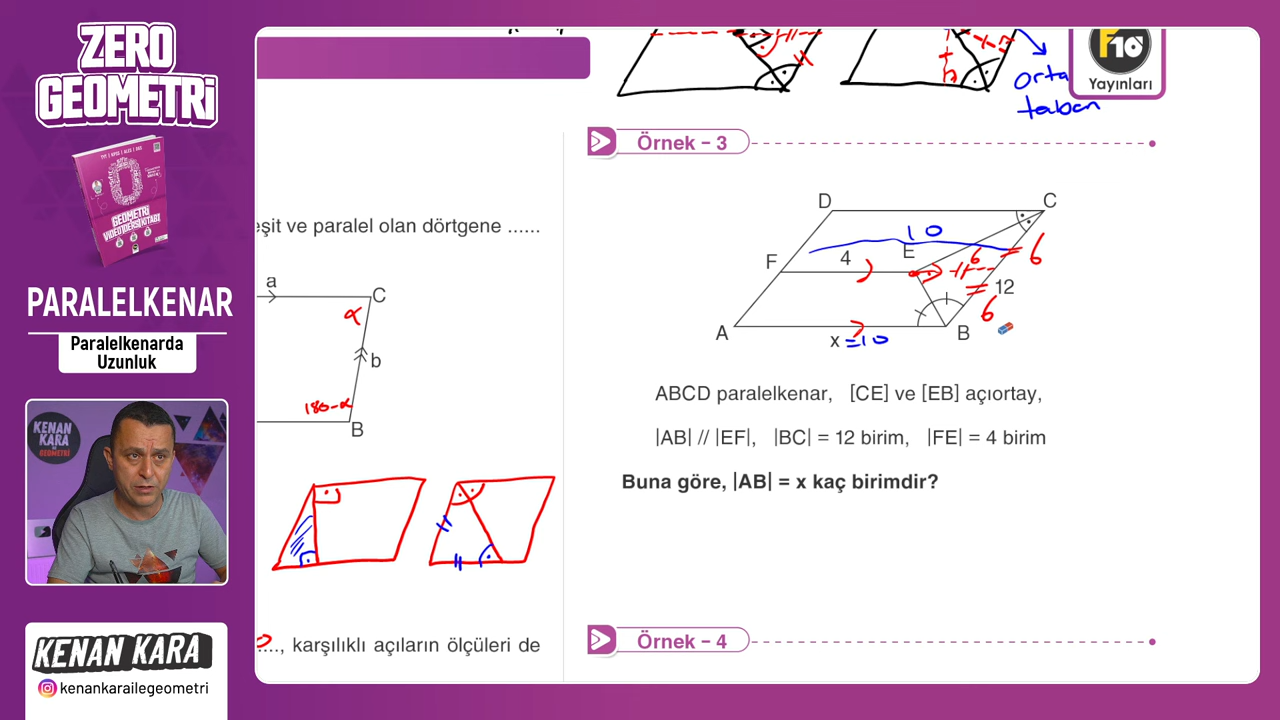 ZERO
GEOMETRİ
GEOMETRİ
VİDEO DERS KİTABI
PARALELKENAR
Paralelkenarda
Uzunluk
KENAN
KARA
KENAN KARA
kenankarailegeometri
eşit ve paralel olan dörtgene ......
a
C
α
b
180-α
B
...., karşılıklı açıların ölçüleri de
orta
taban
F10
Yayınları
Örnek – 3
D
C
10
F
4
E
6
6
12
6
A
x =10
B
ABCD paralelkenar, [CE] ve [EB] açıortay,
|AB| // |EF|, |BC| = 12 birim, |FE| = 4 birim
Buna göre, |AB| = x kaç birimdir?
Örnek – 4